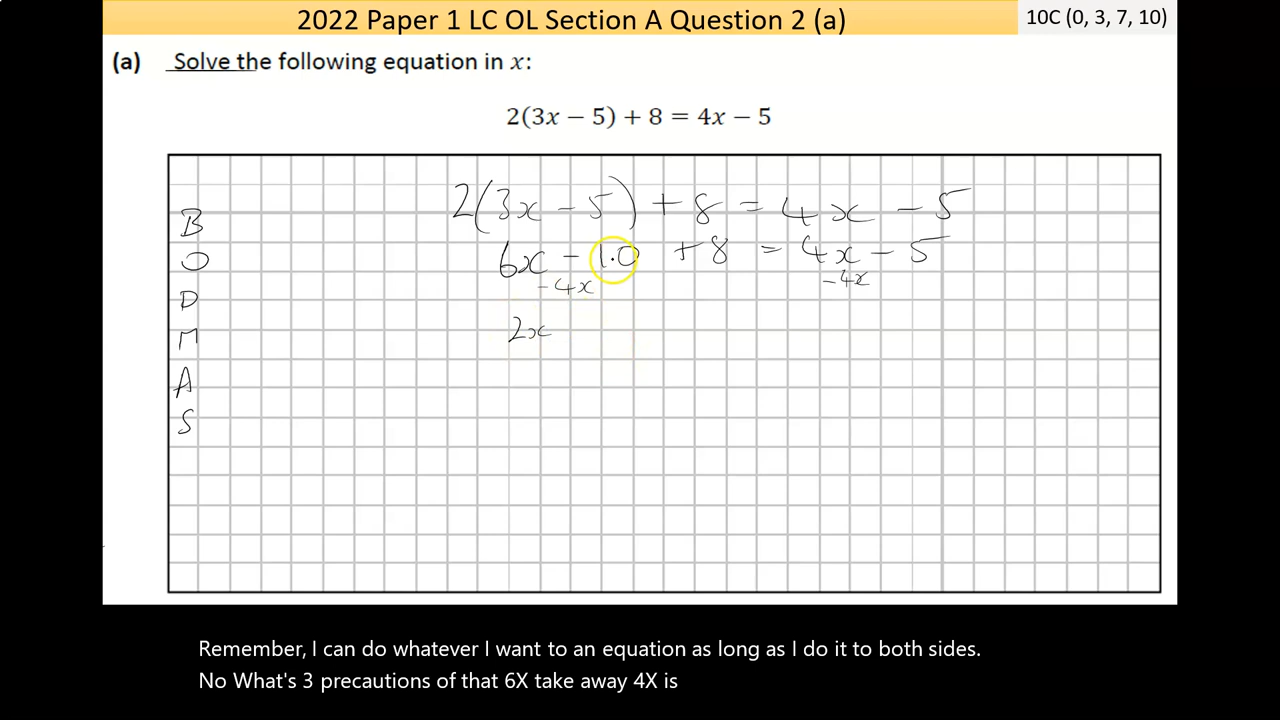 2022 Paper 1 LC OL Section A Question 2 (a)
10C (0, 3, 7, 10)
(a) Solve the following equation in x:
2(3x − 5) + 8 = 4x − 5
2(3x − 5) + 8 = 4x − 5
B
6x − 10 + 8 = 4x − 5
O
−4x −4x
D
2x
M
A
S
Remember, I can do whatever I want to an equation as long as I do it to both sides.
No What's 3 precautions of that 6X take away 4X is